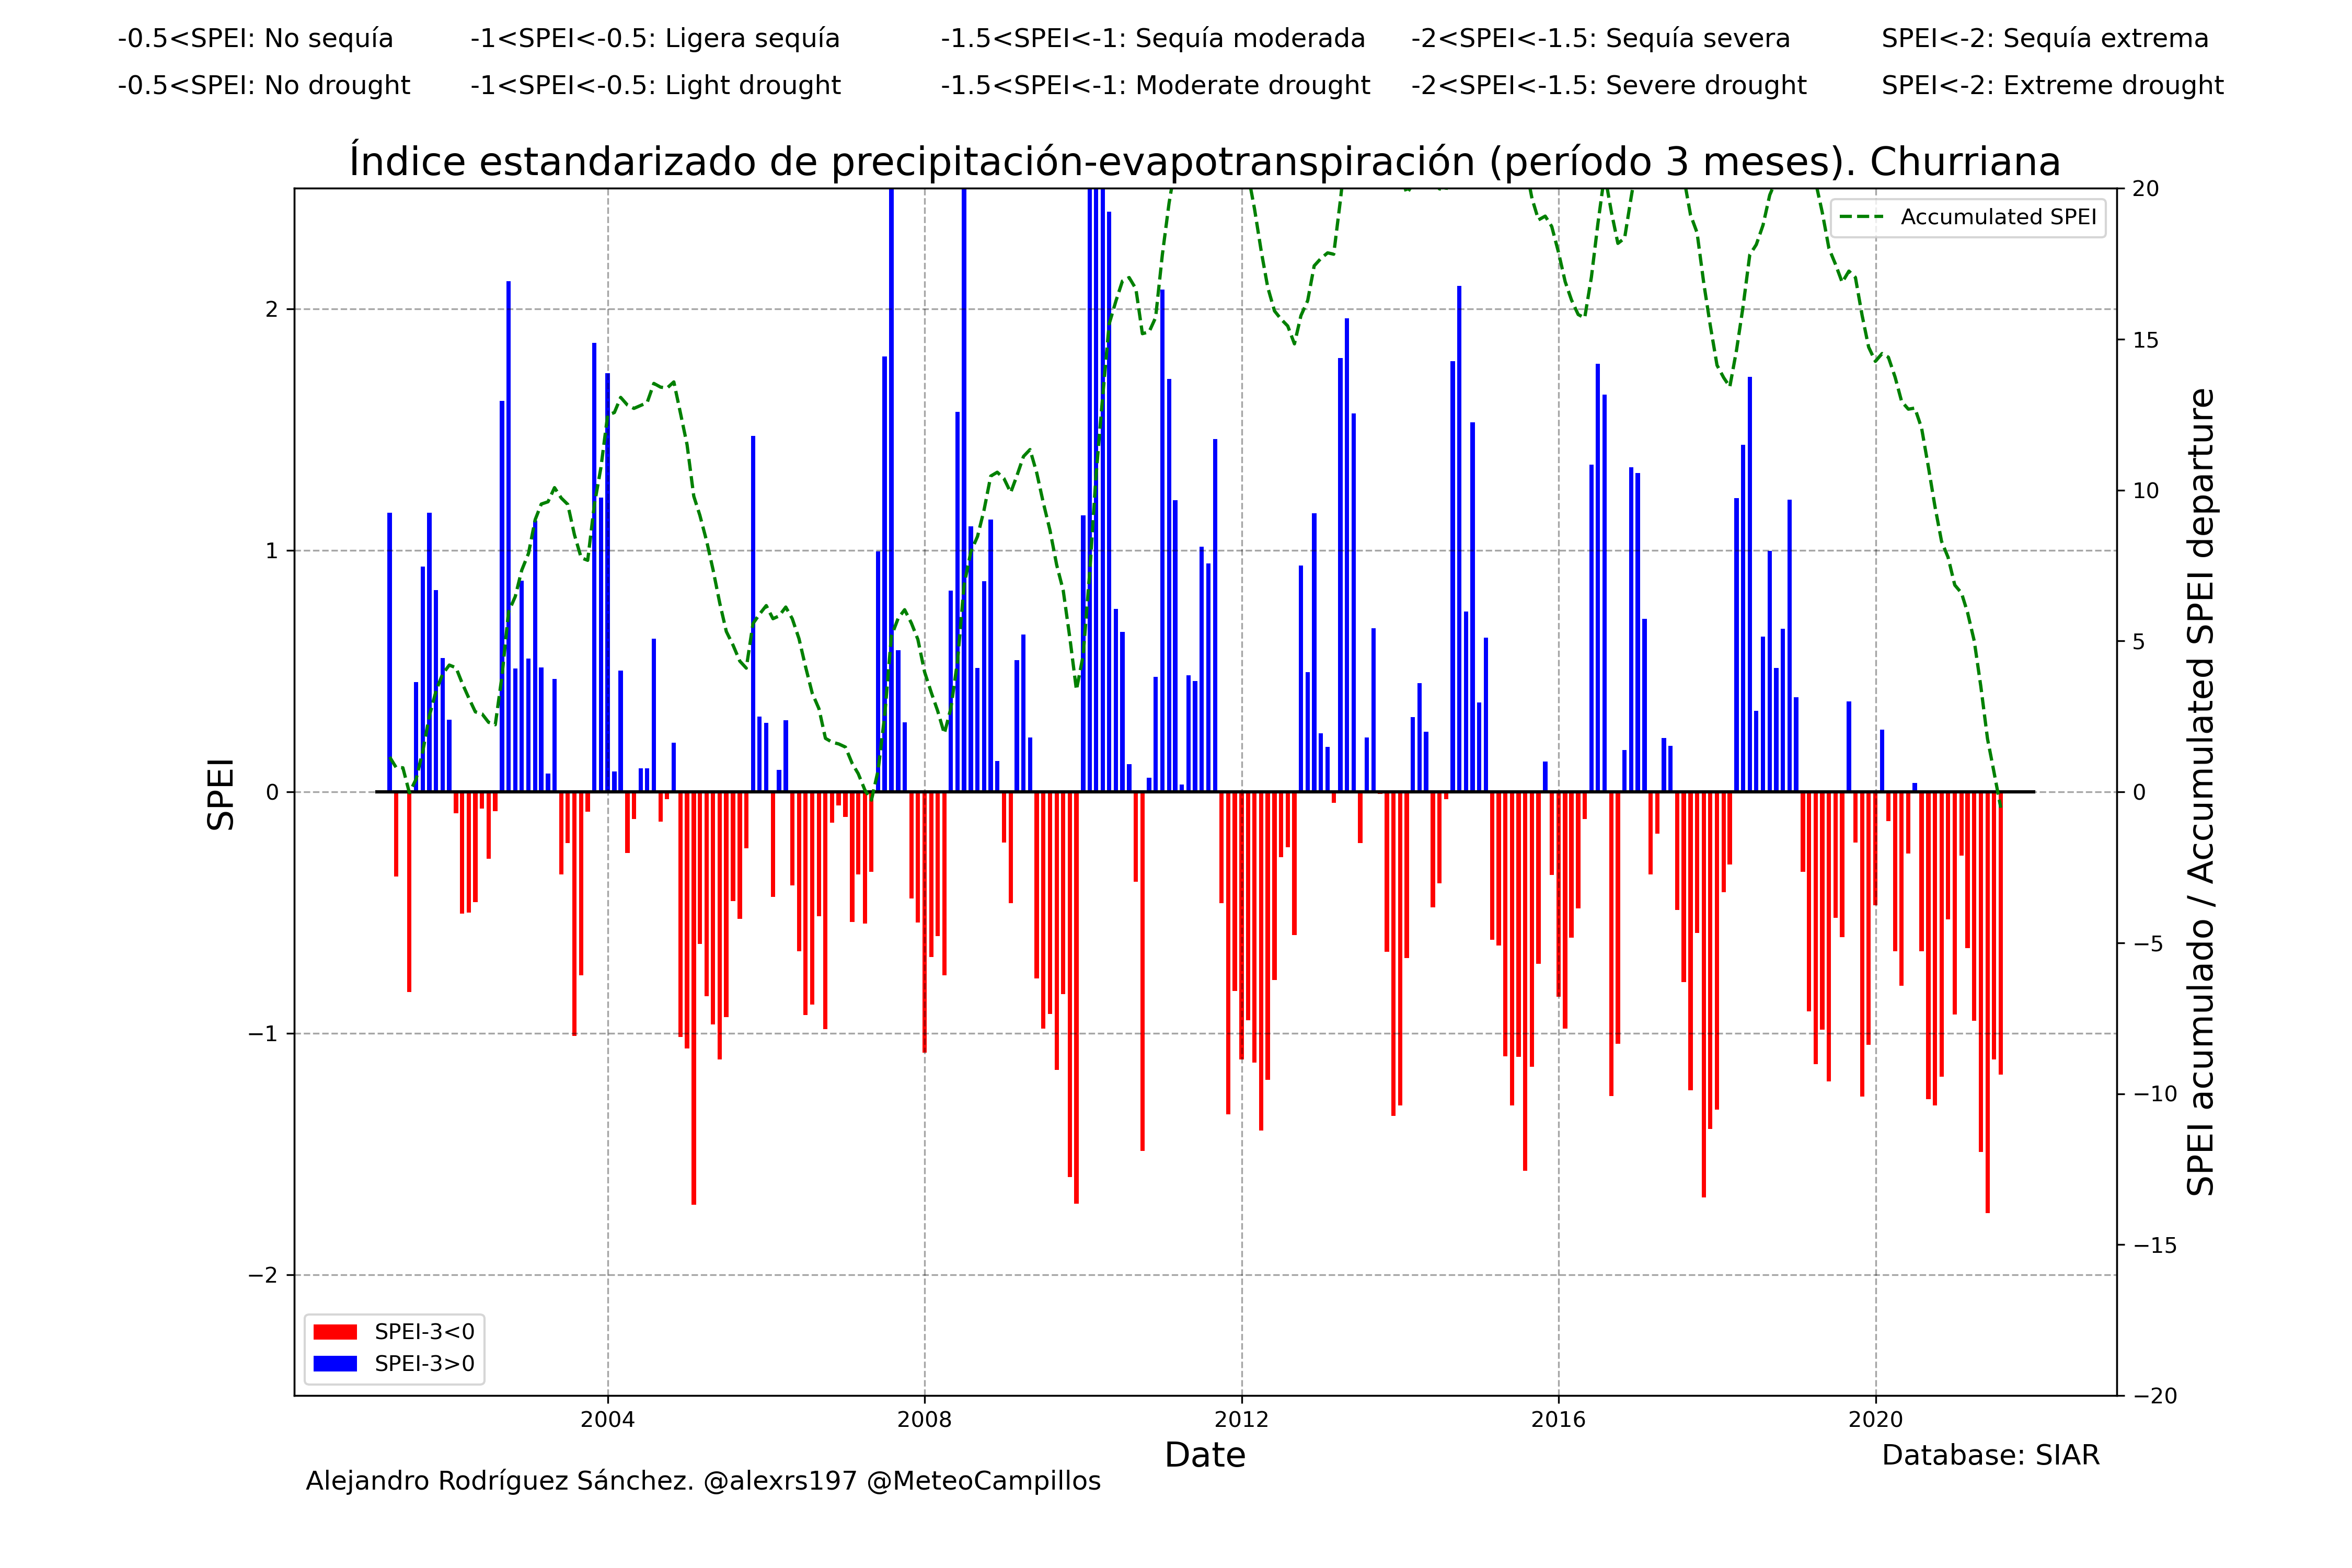 -0.5<SPEI: No sequía -1<SPEI<-0.5: Ligera sequía -1.5<SPEI<-1: Sequía moderada -2<SPEI<-1.5: Sequía severa SPEI<-2: Sequía extrema
-0.5<SPEI: No drought -1<SPEI<-0.5: Light drought -1.5<SPEI<-1: Moderate drought -2<SPEI<-1.5: Severe drought SPEI<-2: Extreme drought
Índice estandarizado de precipitación-evapotranspiración (período 3 meses). Churriana
Accumulated SPEI
SPEI
2
1
0
−1
−2
20
15
10
5
0
−5
−10
−15
−20
SPEI acumulado / Accumulated SPEI departure
SPEI-3<0
SPEI-3>0
2004 2008 2012 2016 2020
Date
Database: SIAR
Alejandro Rodríguez Sánchez. @alexrs197 @MeteoCampillos